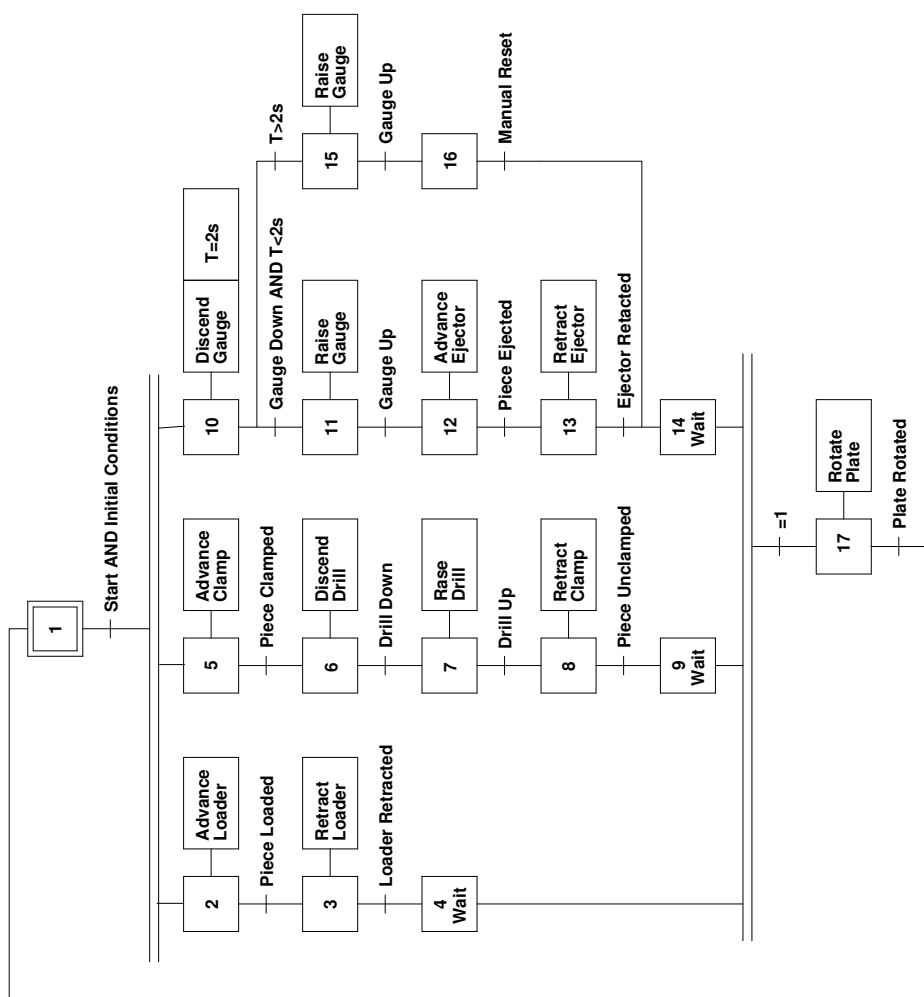 1
Start AND Initial Conditions
2
Advance
Loader
Piece Loaded
3
Retract
Loader
Loader Retracted
4
Wait
5
Advance
Clamp
Piece Clamped
6
Discend
Drill
Drill Down
7
Rase
Drill
Drill Up
8
Retract
Clamp
Piece Unclamped
9
Wait
10
Discend
Gauge
T=2s
Gauge Down AND T<2s
11
Raise
Gauge
Gauge Up
12
Advance
Ejector
Piece Ejected
13
Retract
Ejector
Ejector Retacted
14
Wait
T>2s
15
Raise
Gauge
Gauge Up
16
Manual Reset
=1
17
Rotate
Plate
Plate Rotated